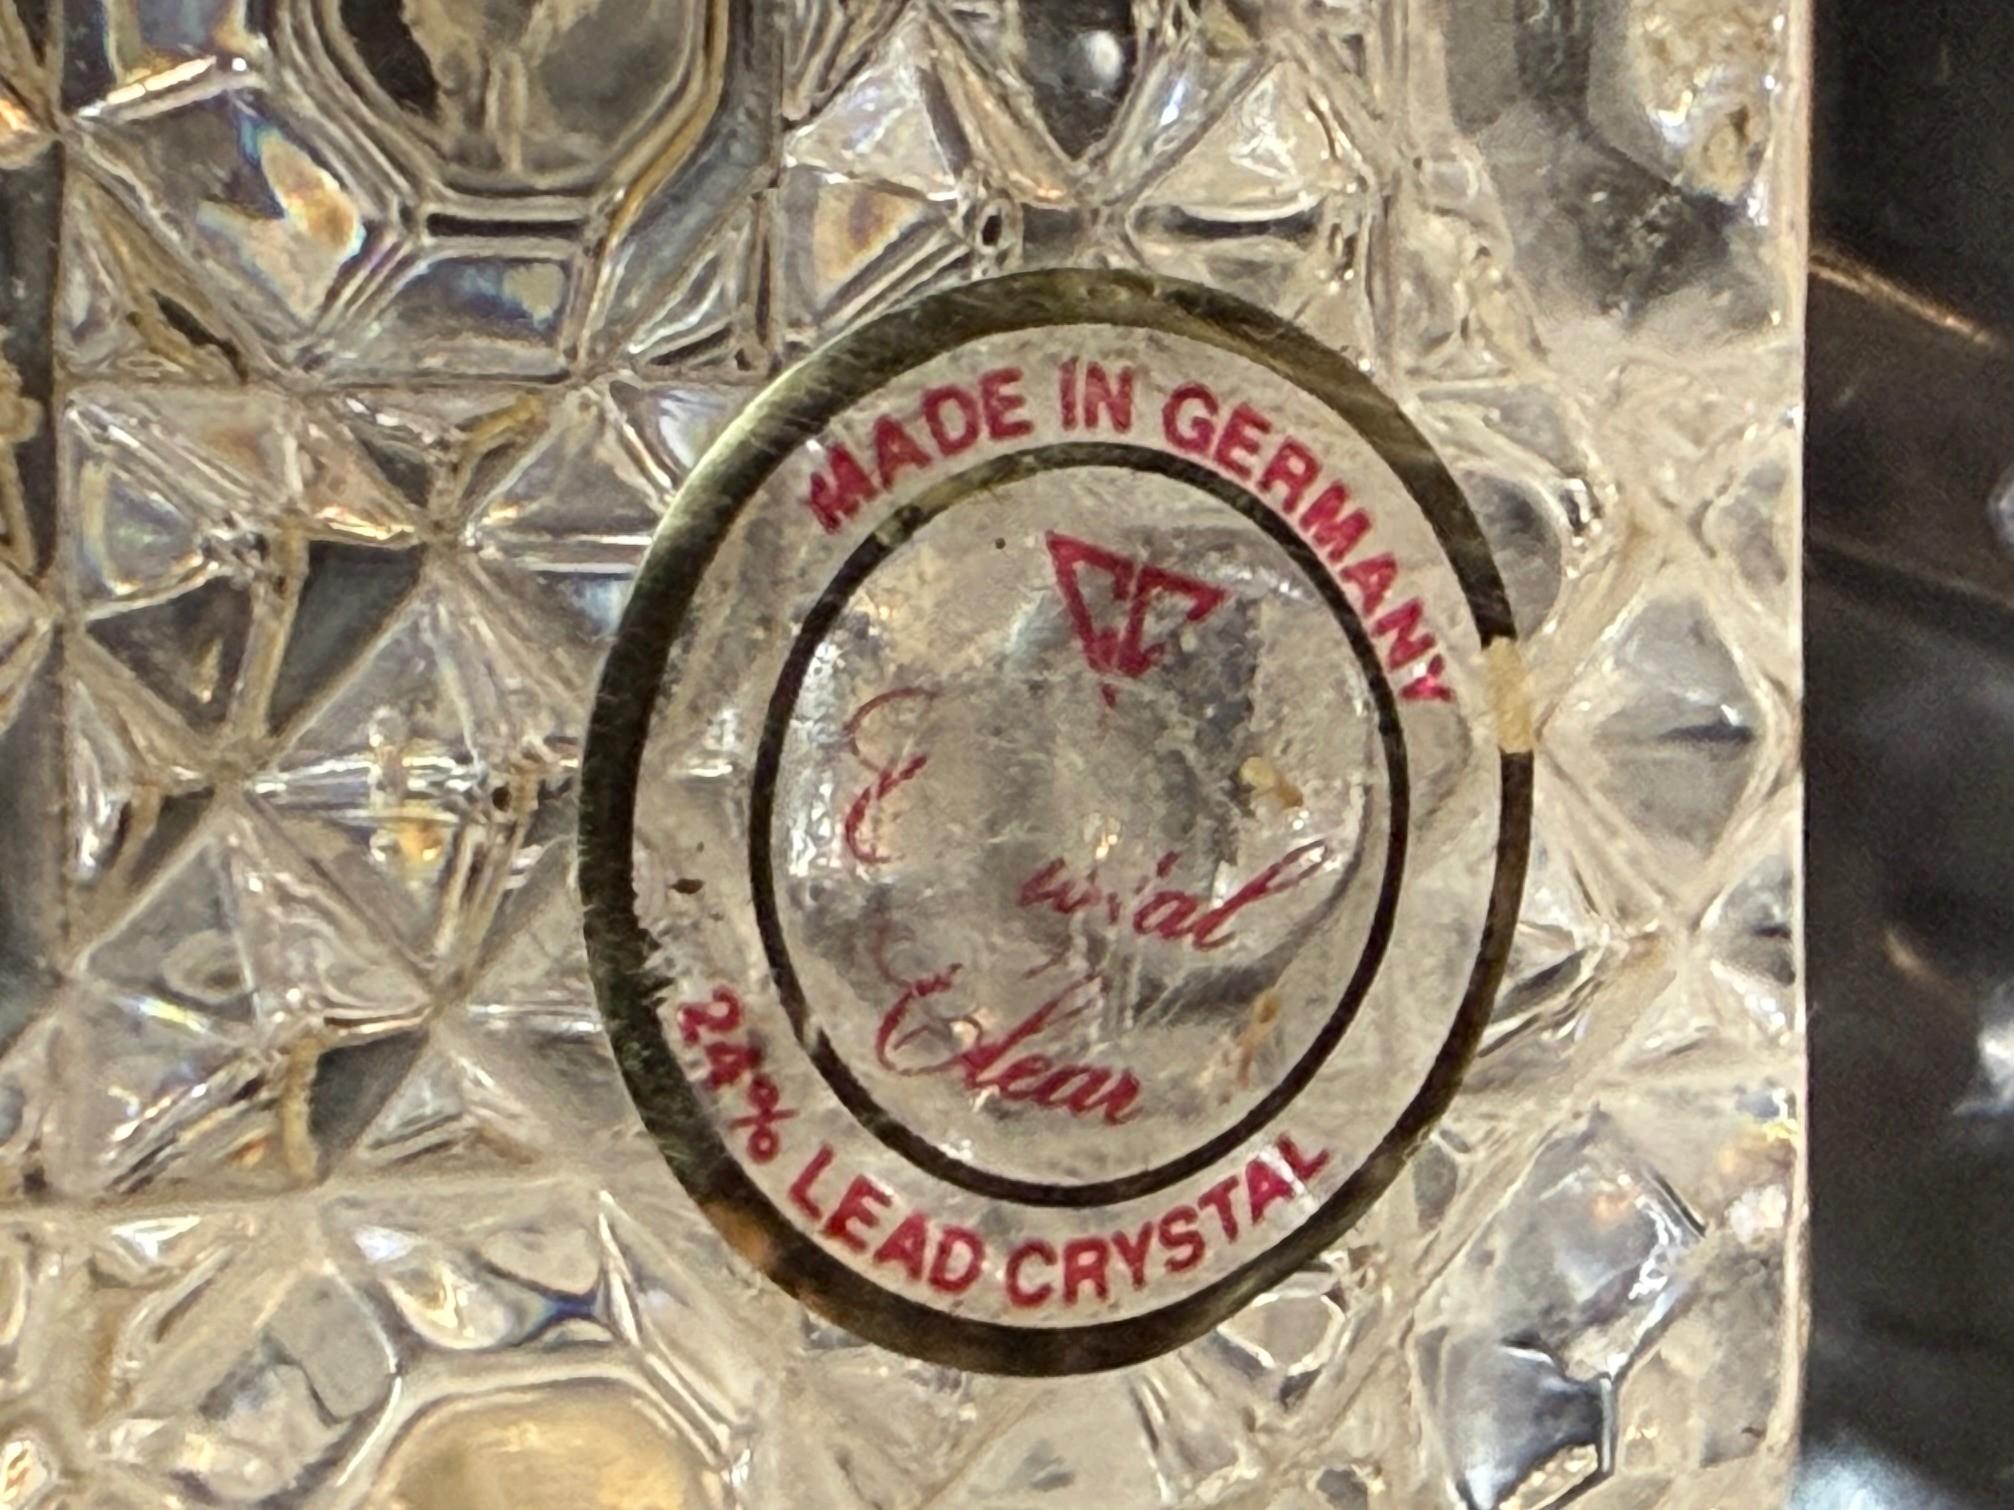 MADE IN GERMANY
Clear
24% LEAD CRYSTAL